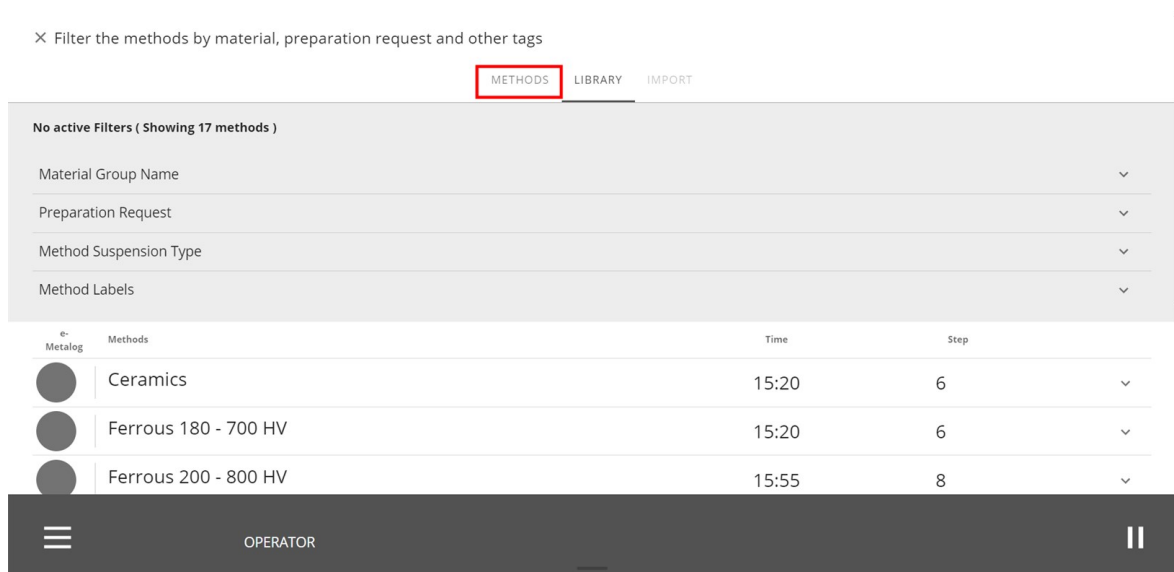 × Filter the methods by material, preparation request and other tags
METHODS LIBRARY IMPORT
No active Filters ( Showing 17 methods )
Material Group Name
Preparation Request
Method Suspension Type
Method Labels
e-
Metalog Methods Time Step
Ceramics 15:20 6
Ferrous 180 - 700 HV 15:20 6
Ferrous 200 - 800 HV 15:55 8
OPERATOR